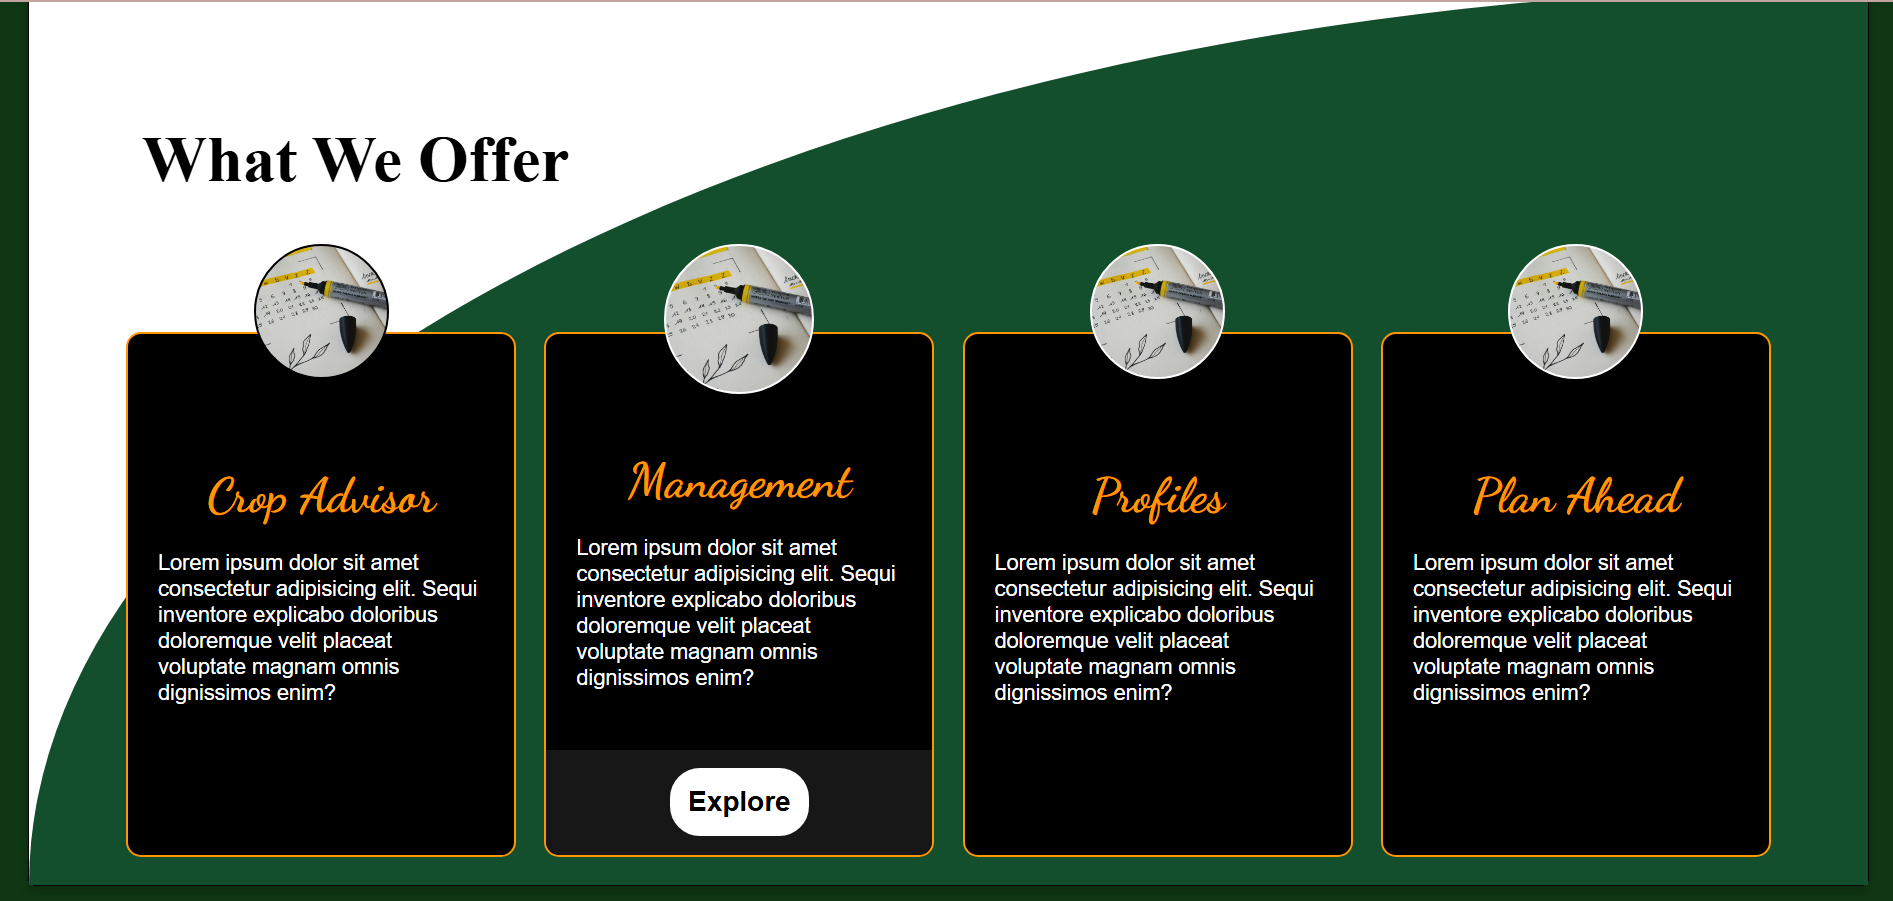 What We Offer
Crop Advisor
Lorem ipsum dolor sit amet
consectetur adipisicing elit. Sequi
inventore explicabo doloribus
doloremque velit placeat
voluptate magnam omnis
dignissimos enim?
Management
Lorem ipsum dolor sit amet
consectetur adipisicing elit. Sequi
inventore explicabo doloribus
doloremque velit placeat
voluptate magnam omnis
dignissimos enim?
Explore
Profiles
Lorem ipsum dolor sit amet
consectetur adipisicing elit. Sequi
inventore explicabo doloribus
doloremque velit placeat
voluptate magnam omnis
dignissimos enim?
Plan Ahead
Lorem ipsum dolor sit amet
consectetur adipisicing elit. Sequi
inventore explicabo doloribus
doloremque velit placeat
voluptate magnam omnis
dignissimos enim?